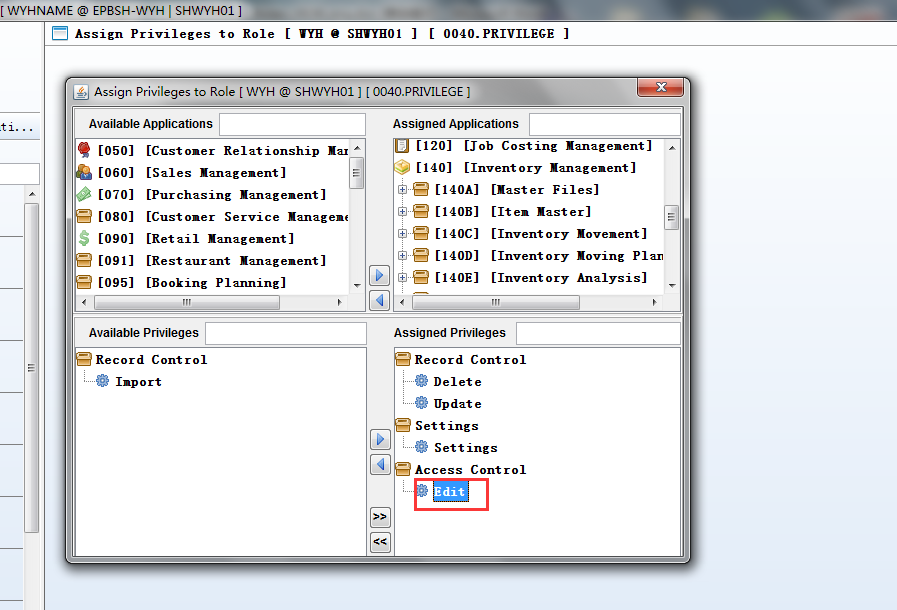 [ WYHNAME @ EPBSH-WYH | SHWYH01 ]
Assign Privileges to Role [ WYH @ SHWYH01 ] [ 0040.PRIVILEGE ]
ti...
Assign Privileges to Role [ WYH @ SHWYH01 ] [ 0040.PRIVILEGE ]
Available Applications
[050] [Customer Relationship Mar
[060] [Sales Management]
[070] [Purchasing Management]
[080] [Customer Service Manageme
[090] [Retail Management]
[091] [Restaurant Management]
[095] [Booking Planning]
Assigned Applications
[120] [Job Costing Management]
[140] [Inventory Management]
[140A] [Master Files]
[140B] [Item Master]
[140C] [Inventory Movement]
[140D] [Inventory Moving Plan
[140E] [Inventory Analysis]
Available Privileges
Record Control
Import
>>
<<
Assigned Privileges
Record Control
Delete
Update
Settings
Settings
Access Control
Edit